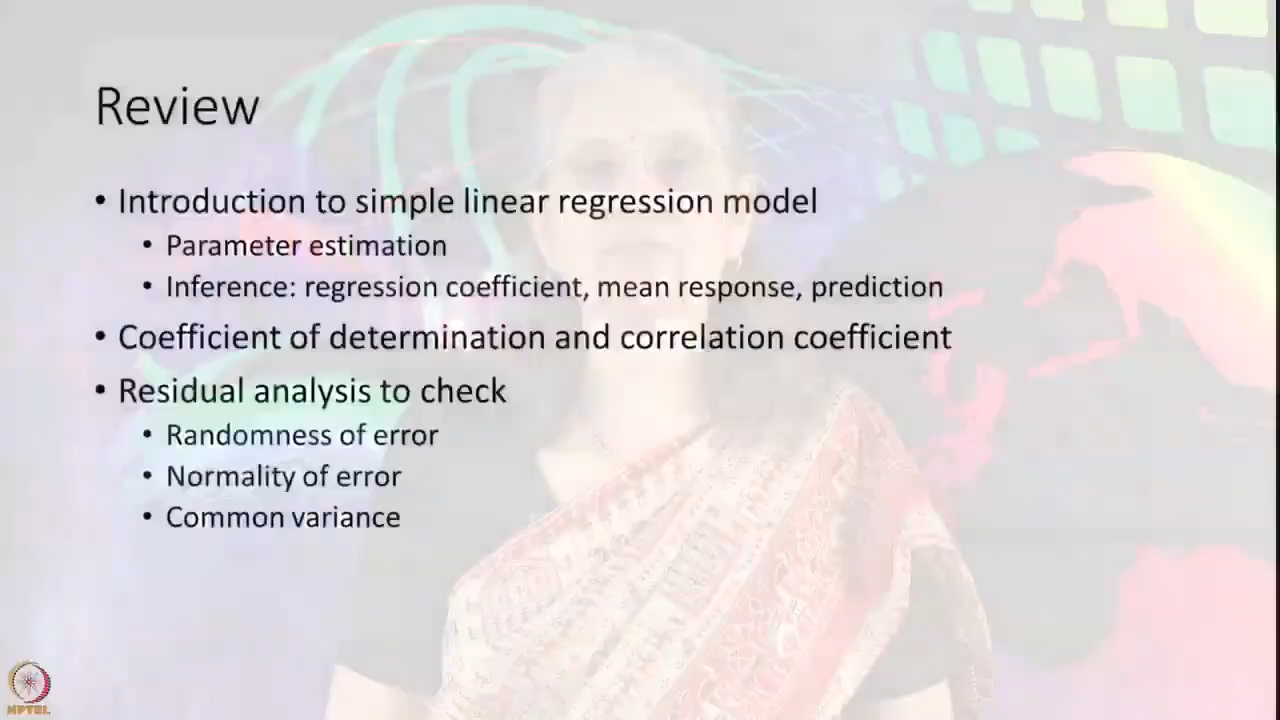 Review
• Introduction to simple linear regression model
• Parameter estimation
• Inference: regression coefficient, mean response, prediction
• Coefficient of determination and correlation coefficient
• Residual analysis to check
• Randomness of error
• Normality of error
• Common variance
NPTEL